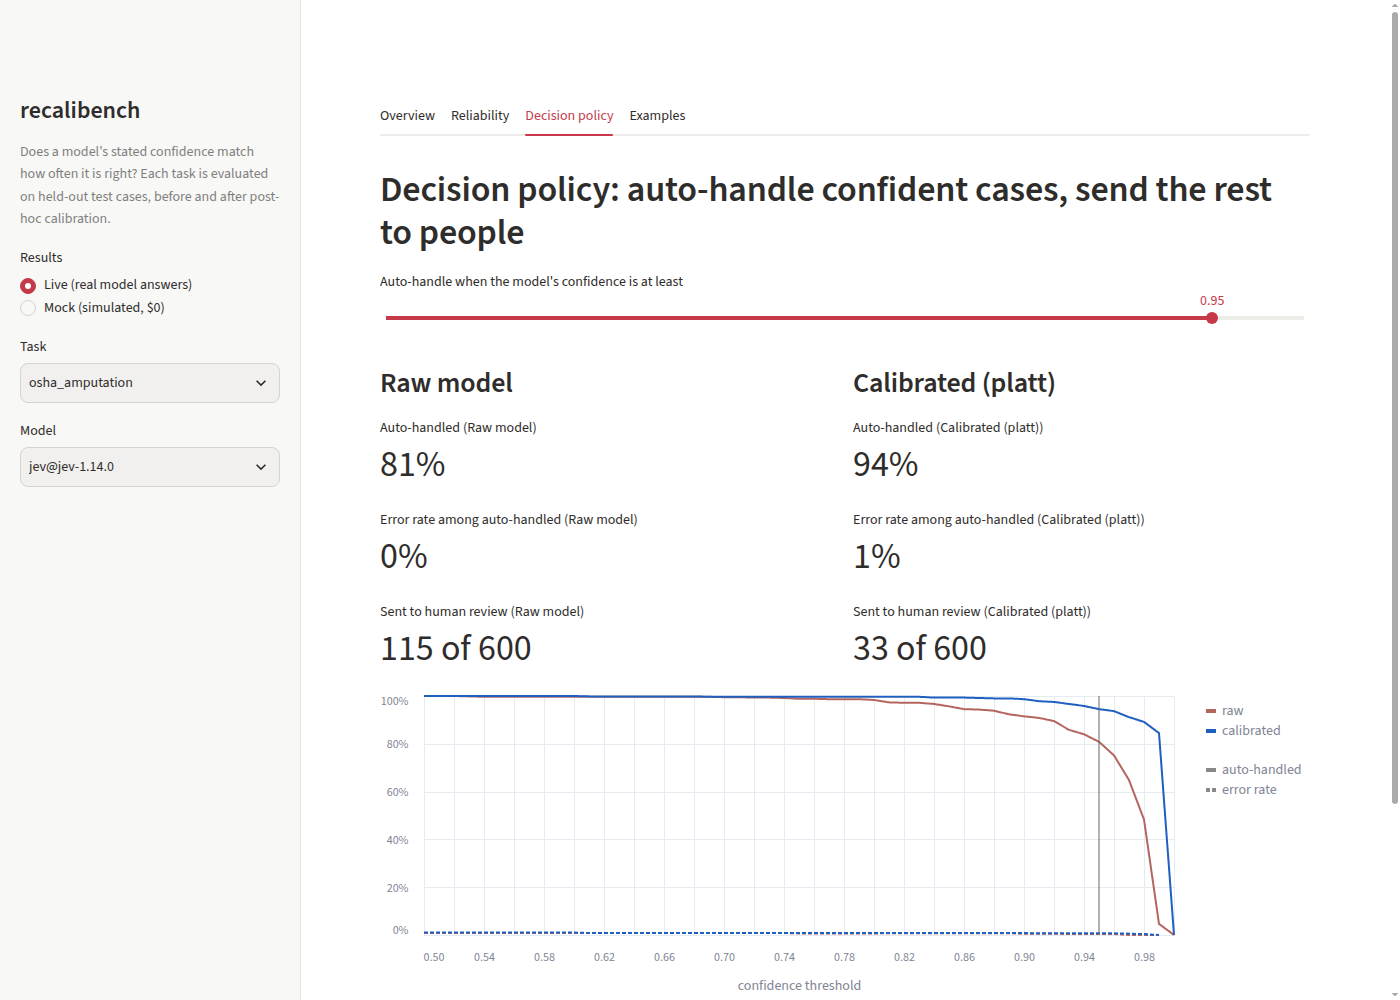 recalibench
Does a model's stated confidence match
how often it is right? Each task is evaluated
on held-out test cases, before and after post-
hoc calibration.
Results
Live (real model answers)
Mock (simulated, $0)
Task
osha_amputation
Model
jev@jev-1.14.0
Overview Reliability Decision policy Examples
Decision policy: auto-handle confident cases, send the rest
to people
Auto-handle when the model's confidence is at least
0.95
Raw model
Auto-handled (Raw model)
81%
Error rate among auto-handled (Raw model)
0%
Sent to human review (Raw model)
115 of 600
Calibrated (platt)
Auto-handled (Calibrated (platt))
94%
Error rate among auto-handled (Calibrated (platt))
1%
Sent to human review (Calibrated (platt))
33 of 600
100%
80%
60%
40%
20%
0%
0.50 0.54 0.58 0.62 0.66 0.70 0.74 0.78 0.82 0.86 0.90 0.94 0.98
confidence threshold
raw
calibrated
auto-handled
error rate